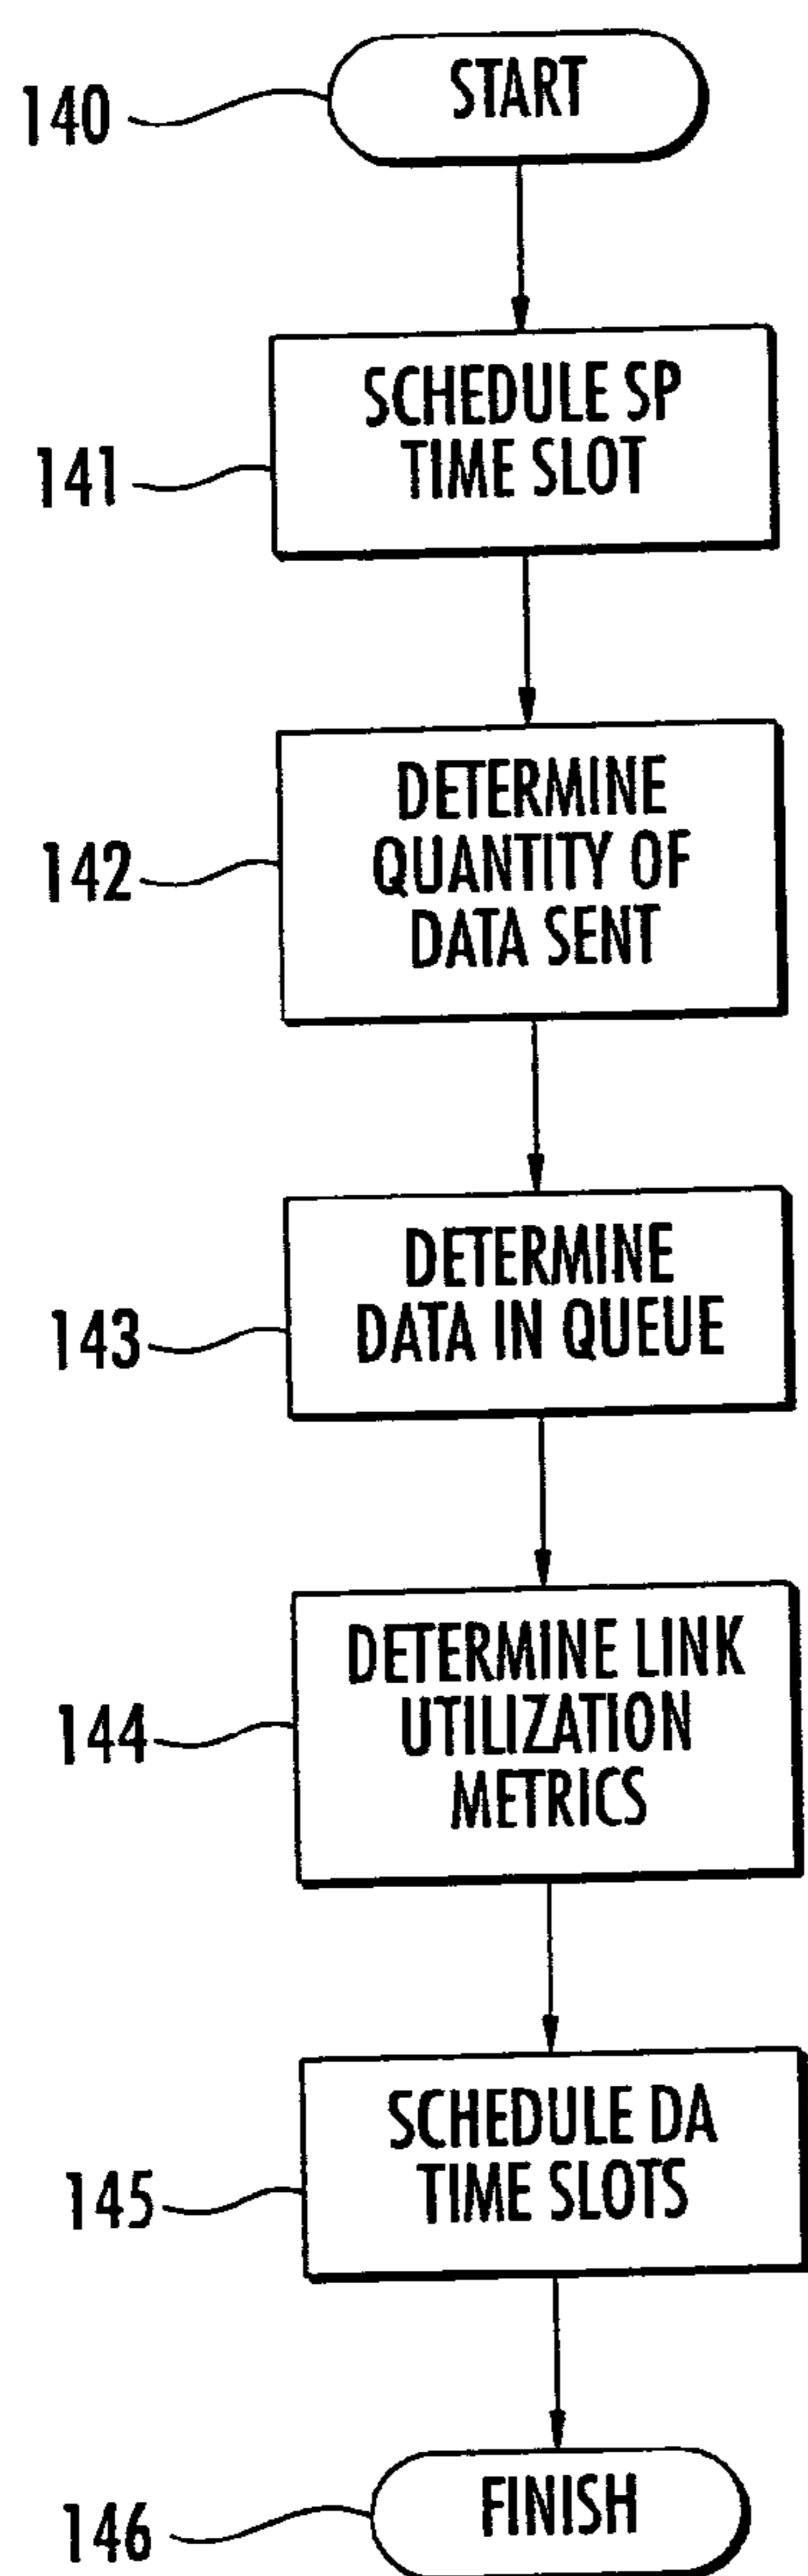 140
START
141
SCHEDULE SP
TIME SLOT
142
DETERMINE
QUANTITY OF
DATA SENT
143
DETERMINE
DATA IN QUEUE
144
DETERMINE LINK
UTILIZATION
METRICS
145
SCHEDULE DA
TIME SLOTS
146
FINISH